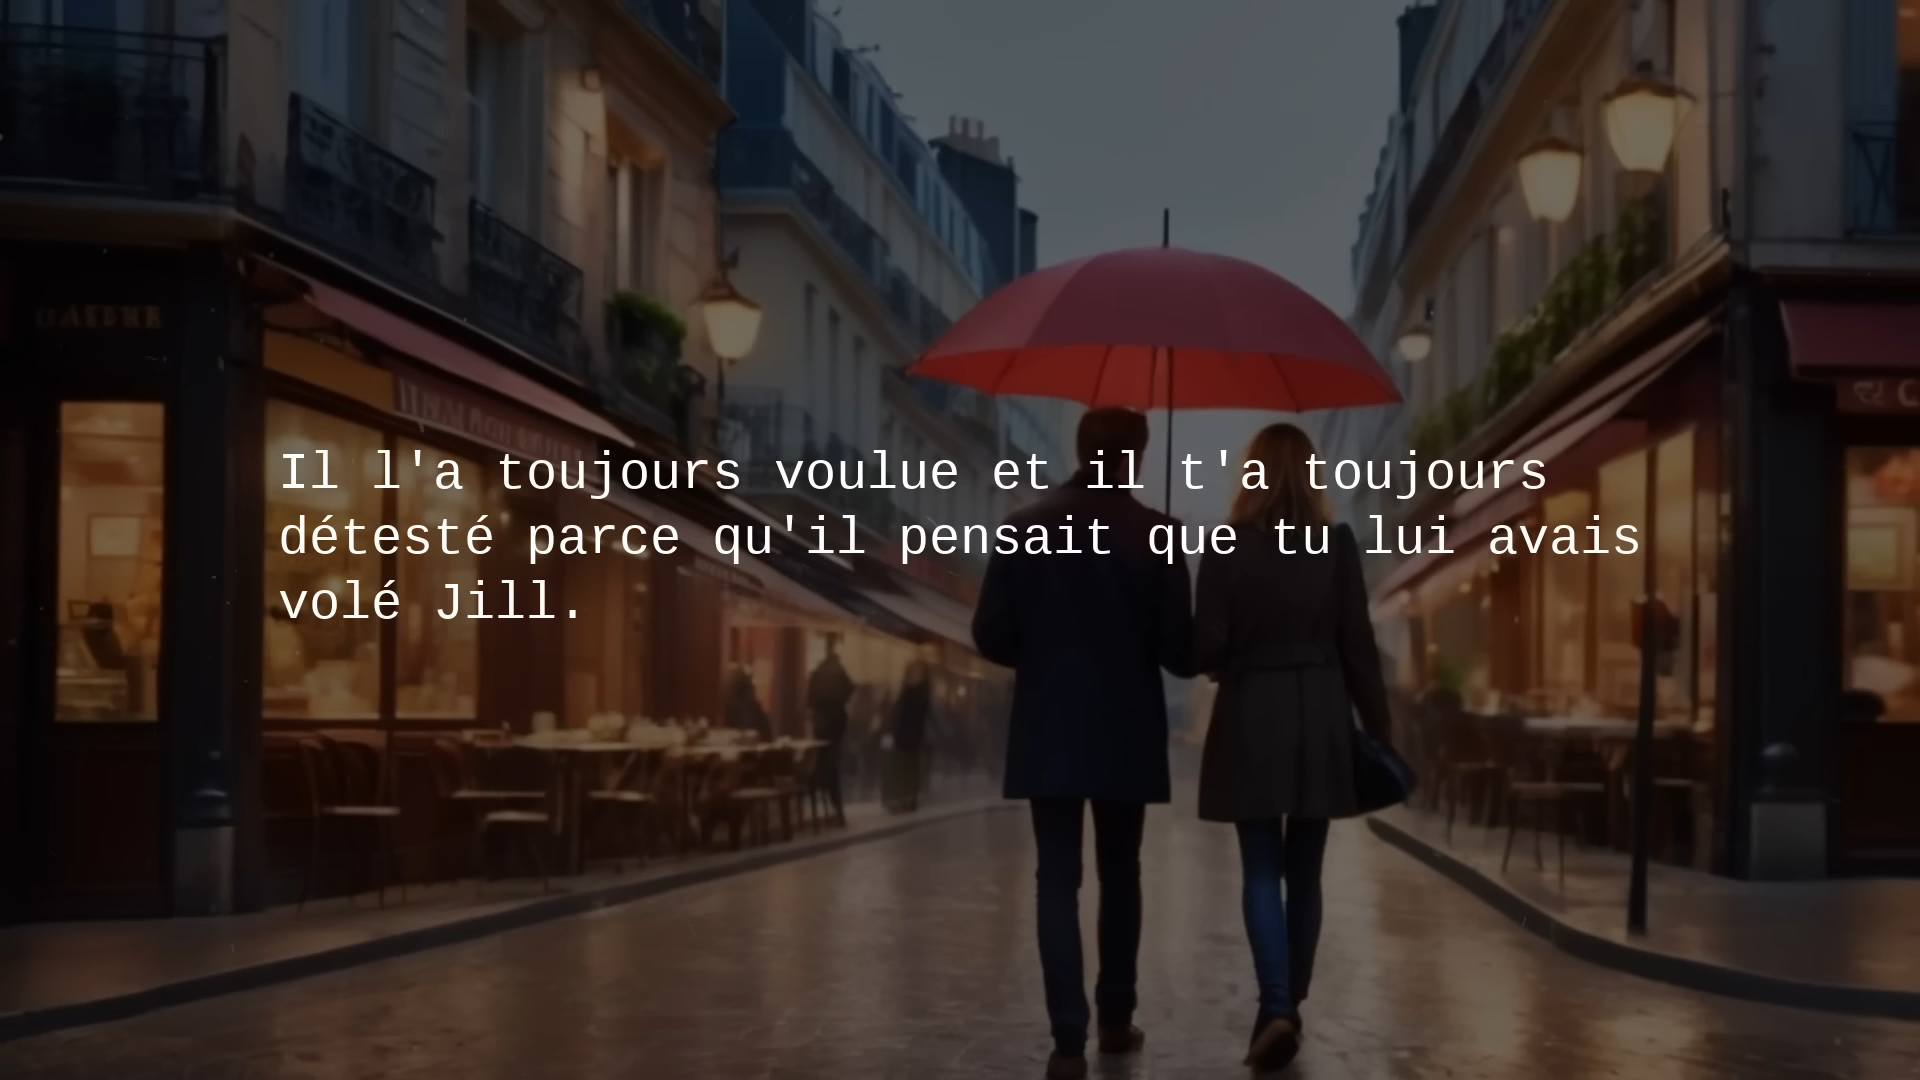 Il l'a toujours voulue et il t'a toujours
détesté parce qu'il pensait que tu lui avais
volé Jill.